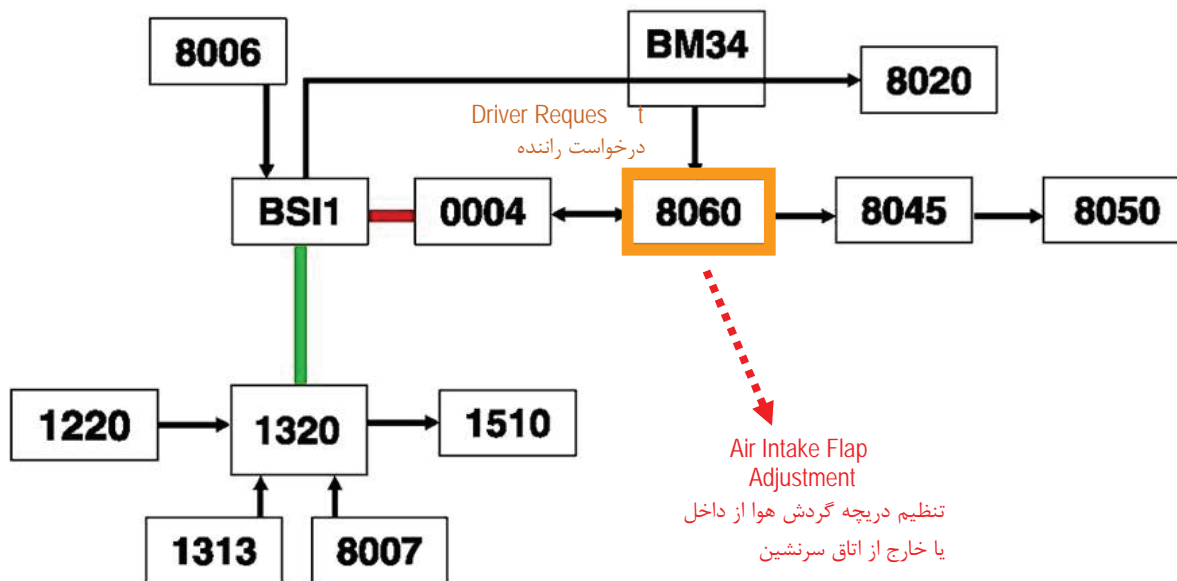 BM34
8006
8020
Driver Reques t
درخواست راننده
BSI1
0004
8060
8045
8050
1220
1320
1510
Air Intake Flap
Adjustment
تنظیم دریچه گردش هوا از داخل
یا خارج از اتاق سرنشین
1313
8007